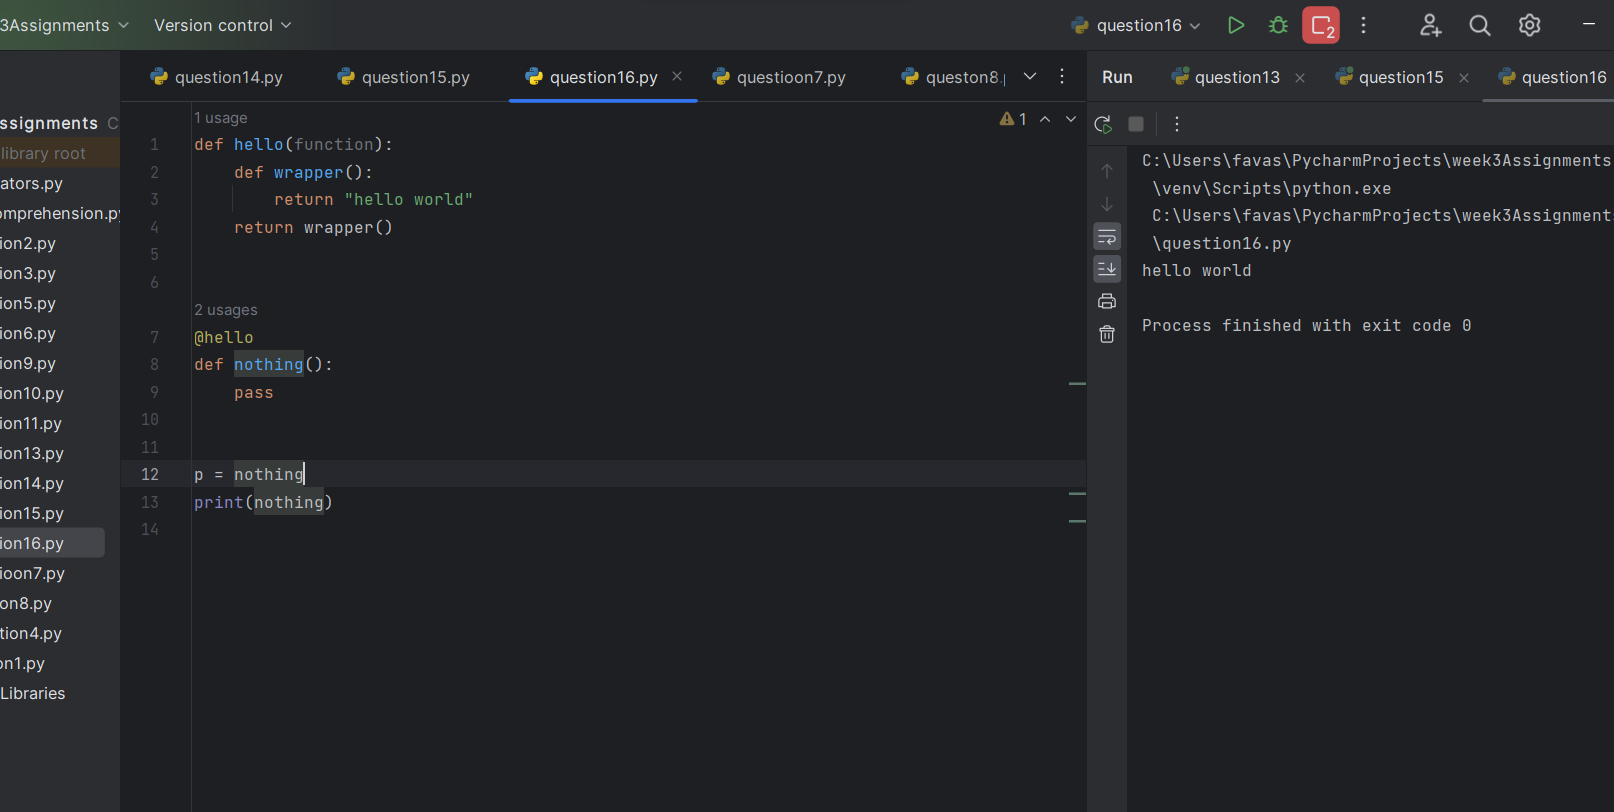 3Assignments Version control question16 2
question14.py question15.py question16.py questioon7.py queston8.
Run question13 question15 question16
ssignments C
library root
ators.py
omprehension.py
ion2.py
ion3.py
ion5.py
ion6.py
ion9.py
ion10.py
ion11.py
ion13.py
ion14.py
ion15.py
ion16.py
ioon7.py
on8.py
tion4.py
on1.py
Libraries
1 usage
1 def hello(function):
2     def wrapper():
3         return "hello world"
4     return wrapper()
5
6
2 usages
7 @hello
8 def nothing():
9     pass
10
11
12 p = nothing
13 print(nothing)
14
1
C:\Users\favas\PycharmProjects\week3Assignments
\venv\Scripts\python.exe
C:\Users\favas\PycharmProjects\week3Assignments
\question16.py
hello world
Process finished with exit code 0